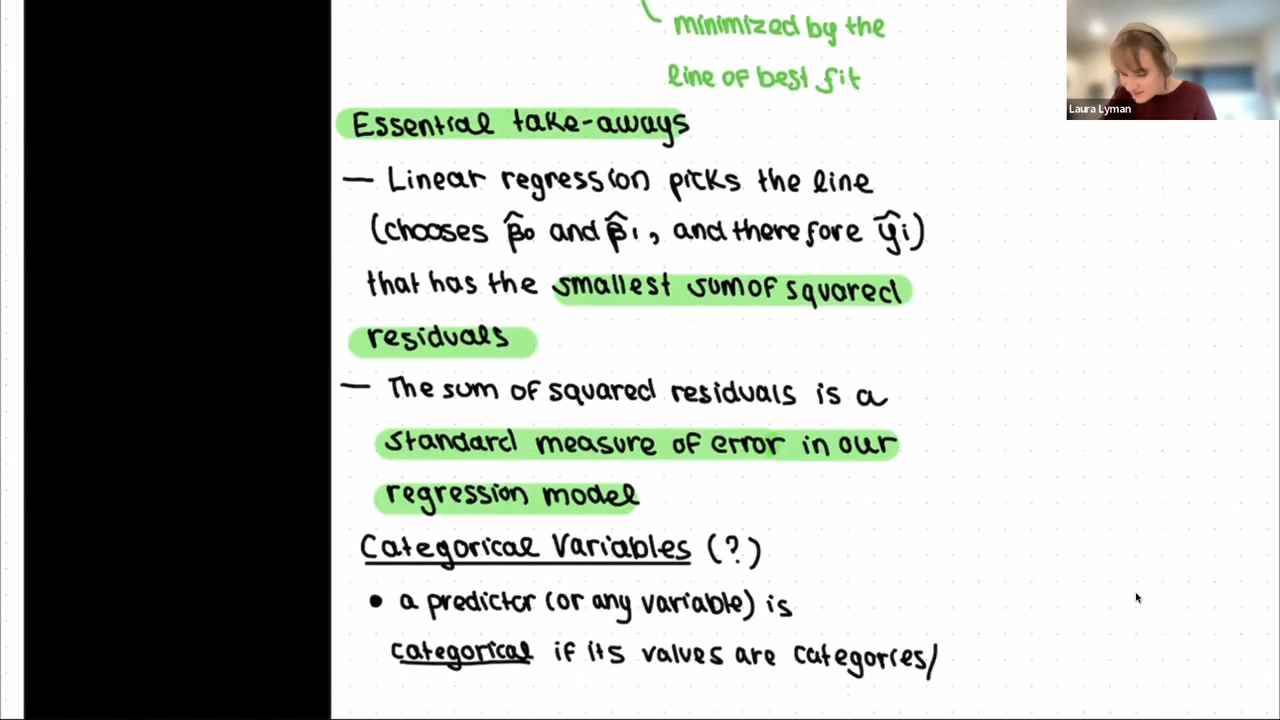 minimized by the
line of best fit
Laura Lyman
Essential take-aways
— Linear regression picks the line
(chooses β̂₀ and β̂₁, and therefore ŷᵢ)
that has the smallest sum of squared
residuals
— The sum of squared residuals is a
standard measure of error in our
regression model
Categorical Variables (?)
• a predictor (or any variable) is
categorical if its values are categories/